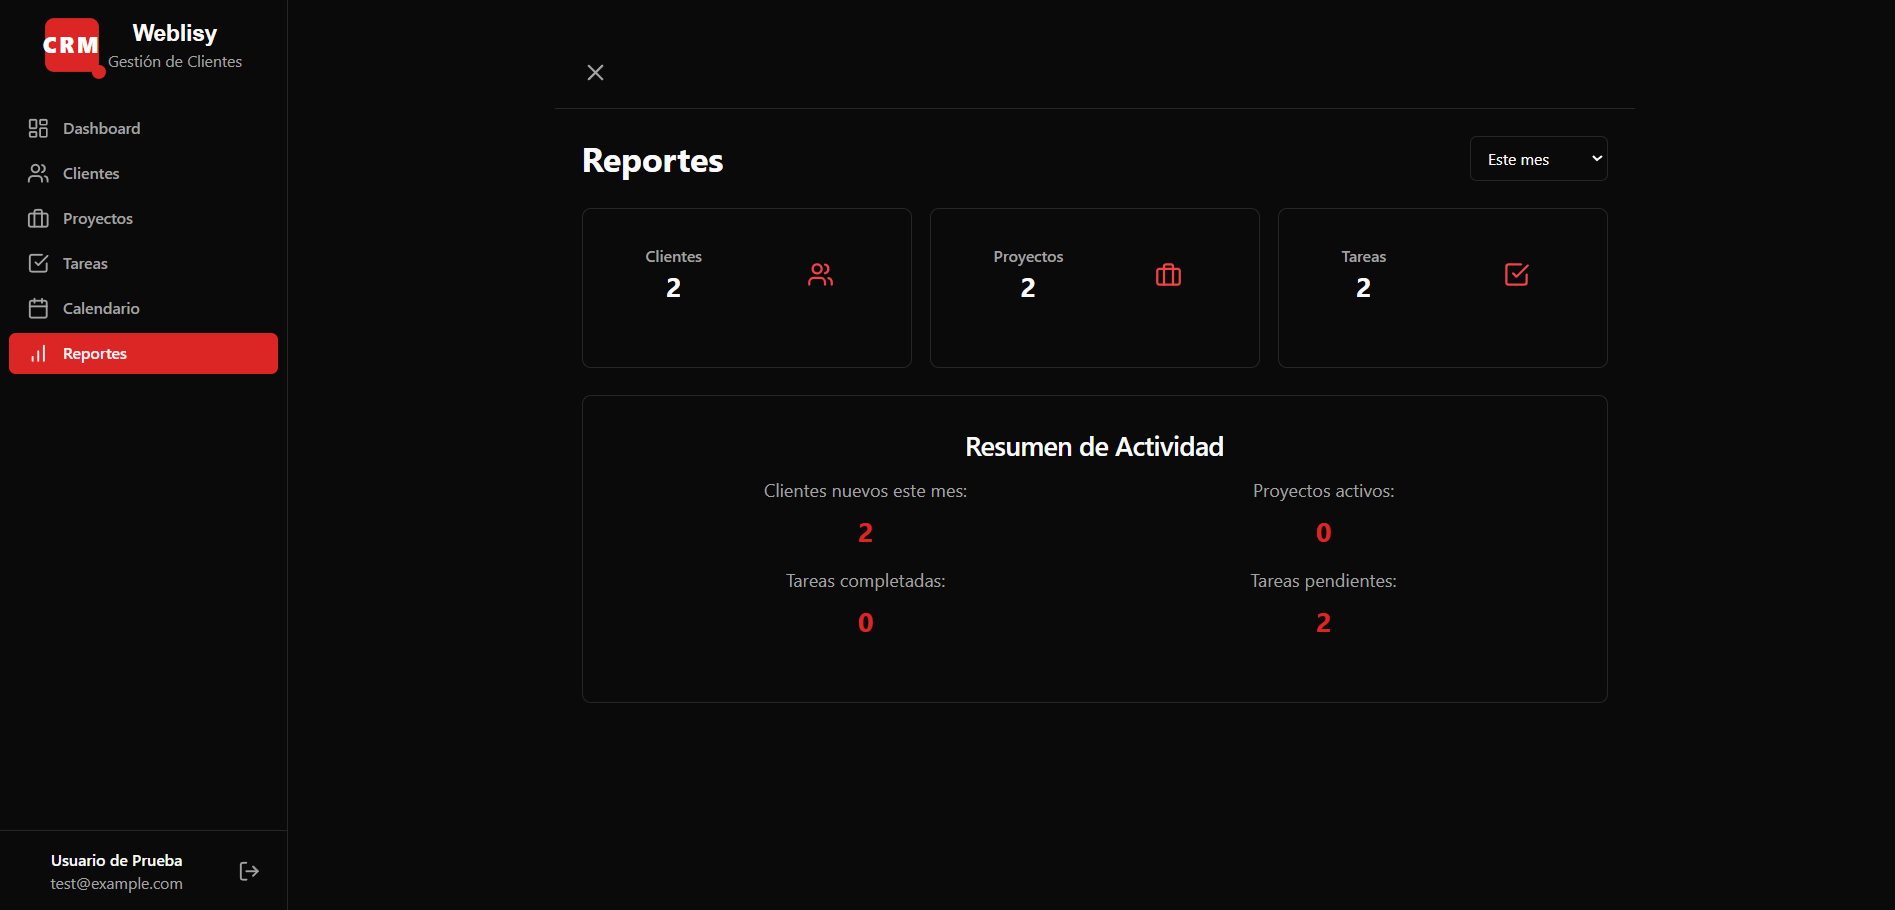 CRM
Weblisy
Gestión de Clientes
Dashboard
Clientes
Proyectos
Tareas
Calendario
Reportes
Usuario de Prueba
test@example.com
Reportes
Este mes
Clientes
2
Proyectos
2
Tareas
2
Resumen de Actividad
Clientes nuevos este mes:
2
Proyectos activos:
0
Tareas completadas:
0
Tareas pendientes:
2